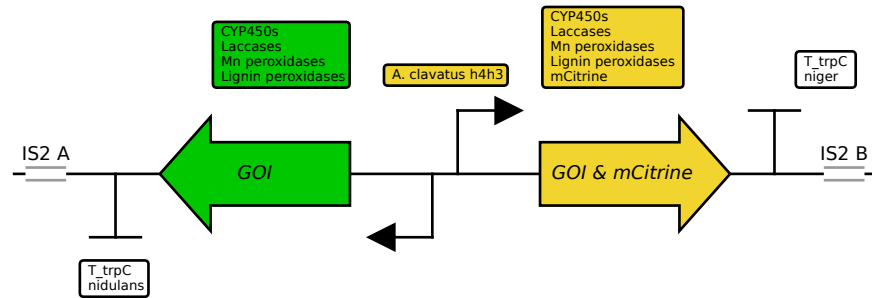 CYP450s
Laccases
Mn peroxidases
Lignin peroxidases
A. clavatus h4h3
CYP450s
Laccases
Mn peroxidases
Lignin peroxidases
mCitrine
T_trpC
niger
IS2 A
GOI
GOI & mCitrine
IS2 B
T_trpC
nidulans